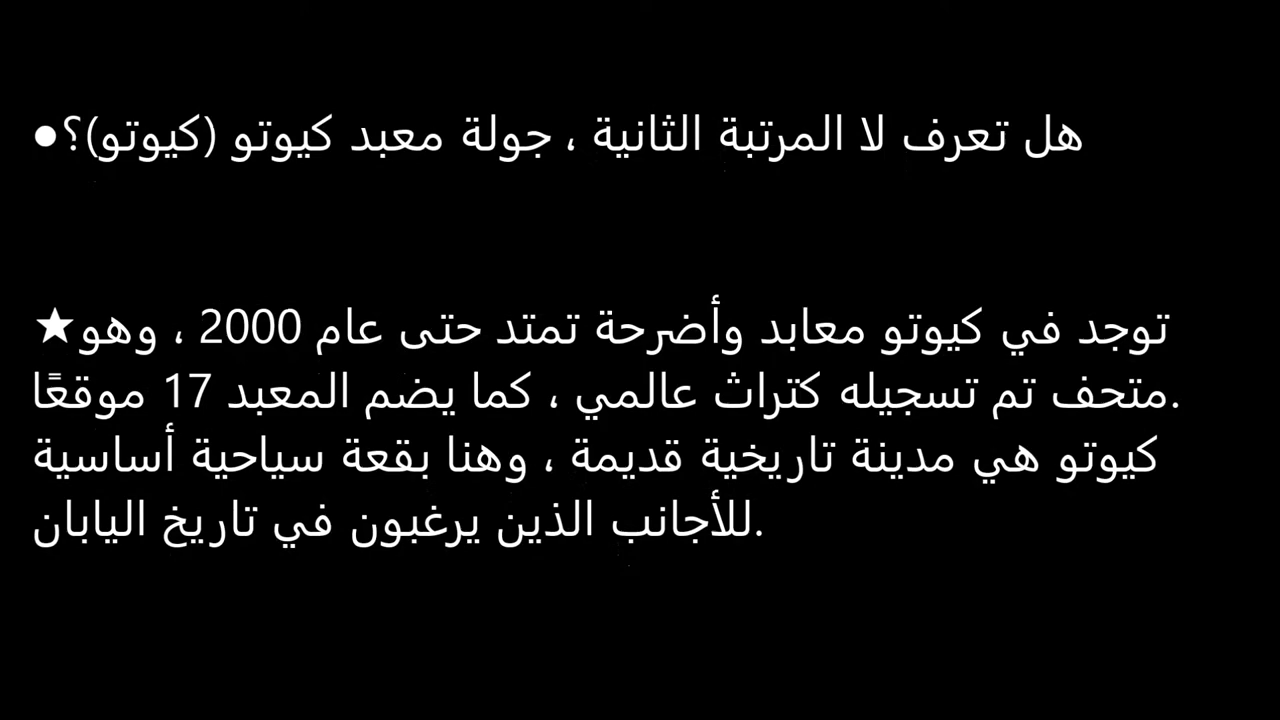 ●هل تعرف لا المرتبة الثانية ، جولة معبد كيوتو (كيوتو)؟
★توجد في كيوتو معابد وأضرحة تمتد حتى عام 2000 ، وهو
متحف تم تسجيله كتراث عالمي ، كما يضم المعبد 17 موقعًا.
كيوتو هي مدينة تاريخية قديمة ، وهنا بقعة سياحية أساسية
للأجانب الذين يرغبون في تاريخ اليابان.